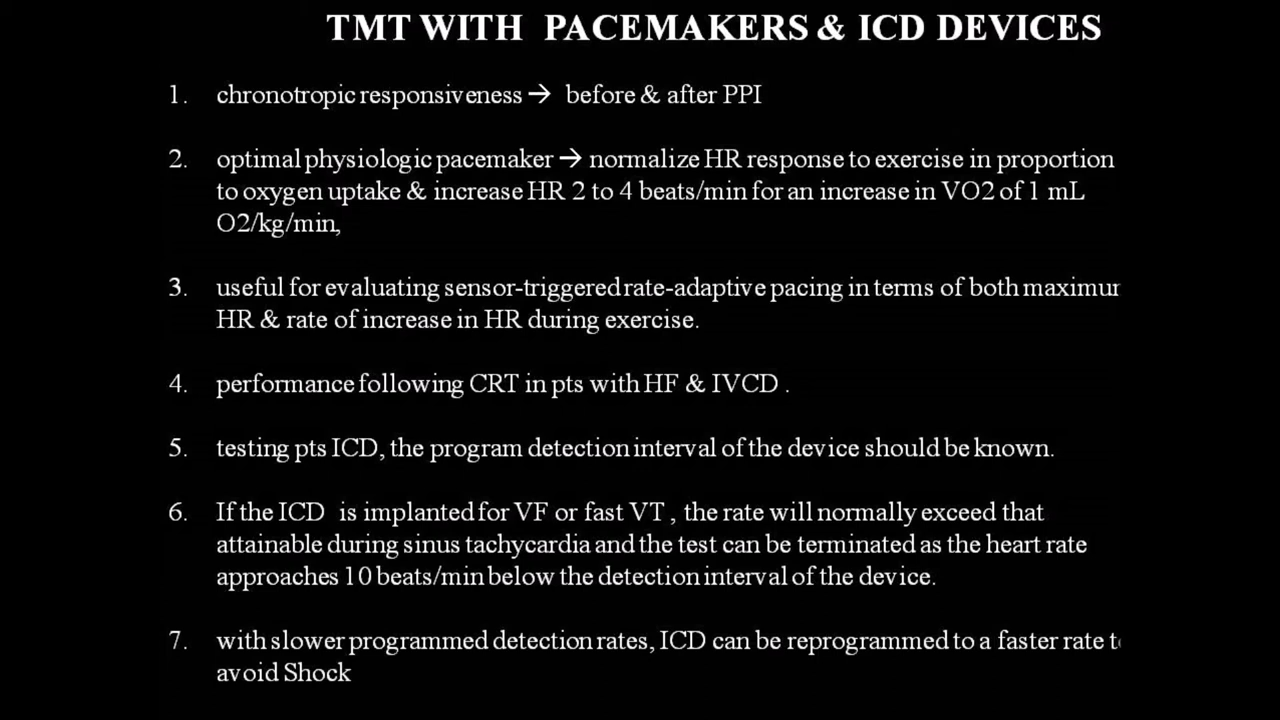 TMT WITH PACEMAKERS & ICD DEVICES
1. chronotropic responsiveness → before & after PPI
2. optimal physiologic pacemaker → normalize HR response to exercise in proportion
to oxygen uptake & increase HR 2 to 4 beats/min for an increase in VO2 of 1 mL
O2/kg/min,
3. useful for evaluating sensor-triggered rate-adaptive pacing in terms of both maximur
HR & rate of increase in HR during exercise.
4. performance following CRT in pts with HF & IVCD .
5. testing pts ICD, the program detection interval of the device should be known.
6. If the ICD is implanted for VF or fast VT , the rate will normally exceed that
attainable during sinus tachycardia and the test can be terminated as the heart rate
approaches 10 beats/min below the detection interval of the device.
7. with slower programmed detection rates, ICD can be reprogrammed to a faster rate t
avoid Shock